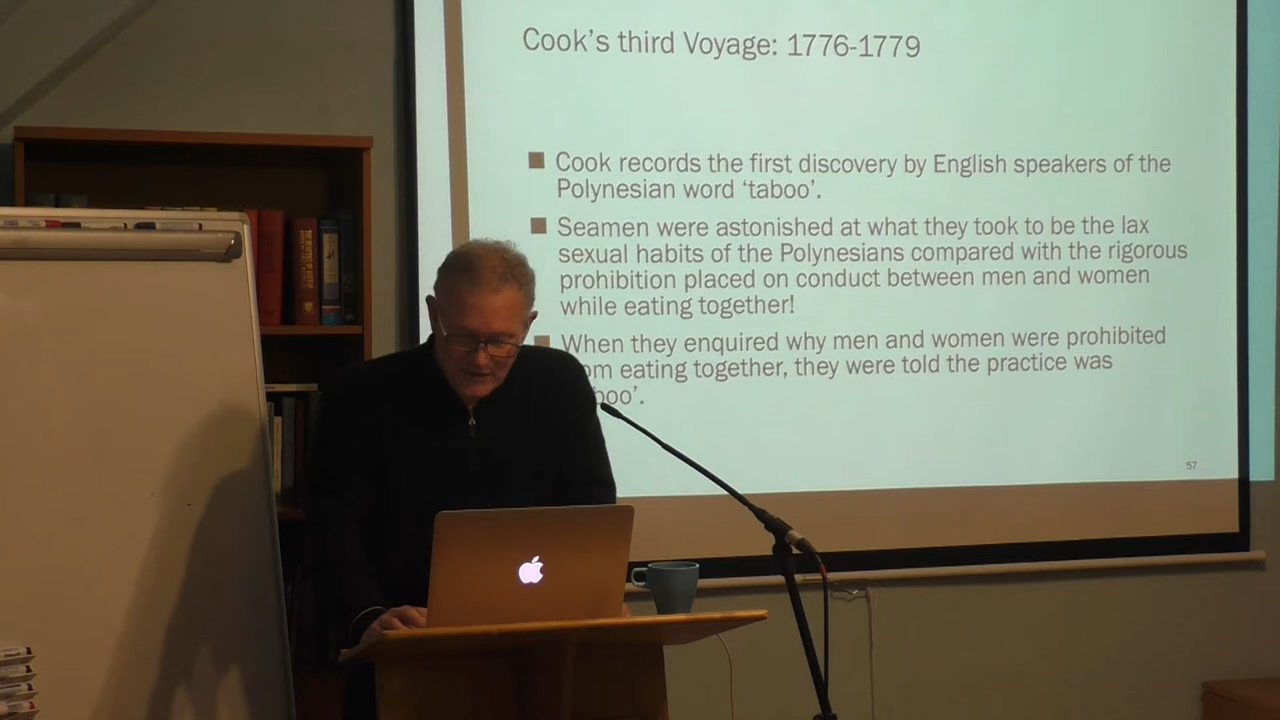 Cook's third Voyage: 1776-1779
Cook records the first discovery by English speakers of the
Polynesian word 'taboo'.
Seamen were astonished at what they took to be the lax
sexual habits of the Polynesians compared with the rigorous
prohibition placed on conduct between men and women
while eating together!
When they enquired why men and women were prohibited
om eating together, they were told the practice was
boo'.
57